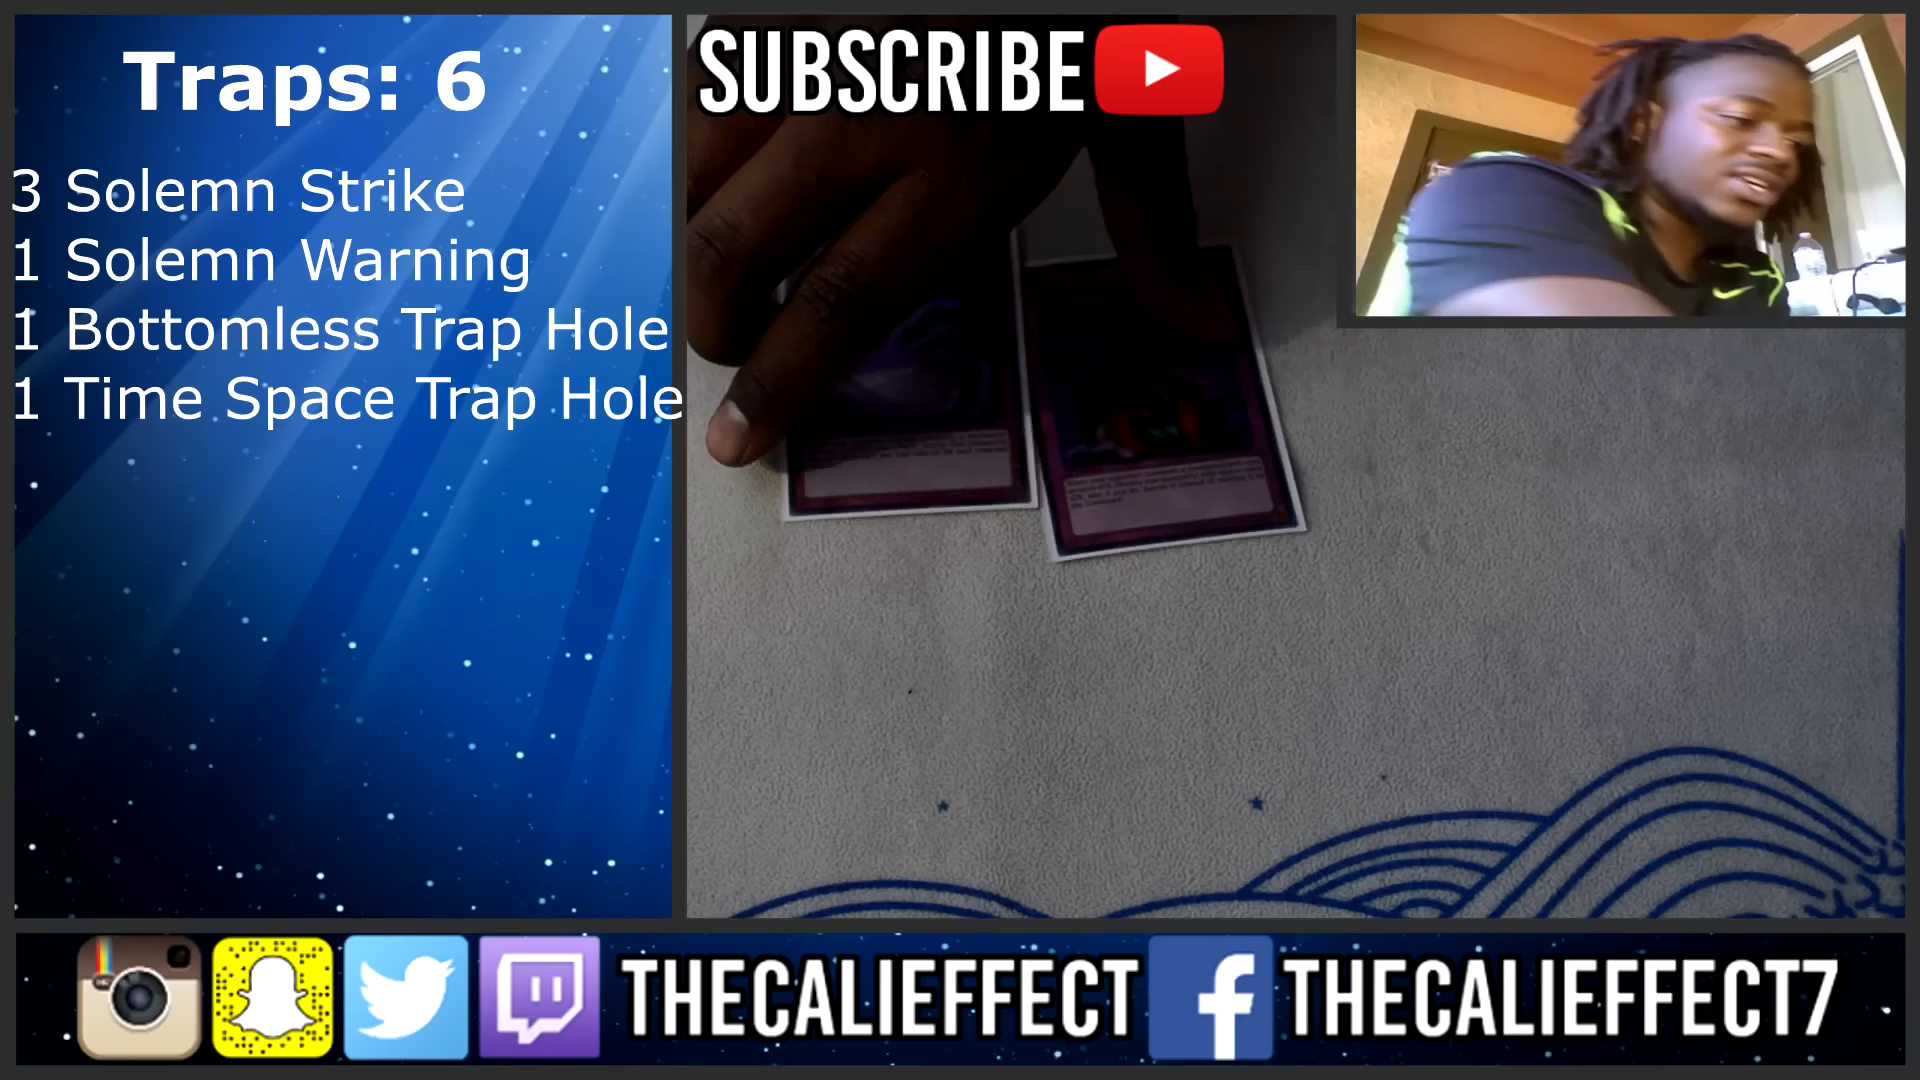 Traps: 6
3 Solemn Strike
1 Solemn Warning
1 Bottomless Trap Hole
1 Time Space Trap Hole
SUBSCRIBE
THECALIEFFECT
THECALIEFFECT7